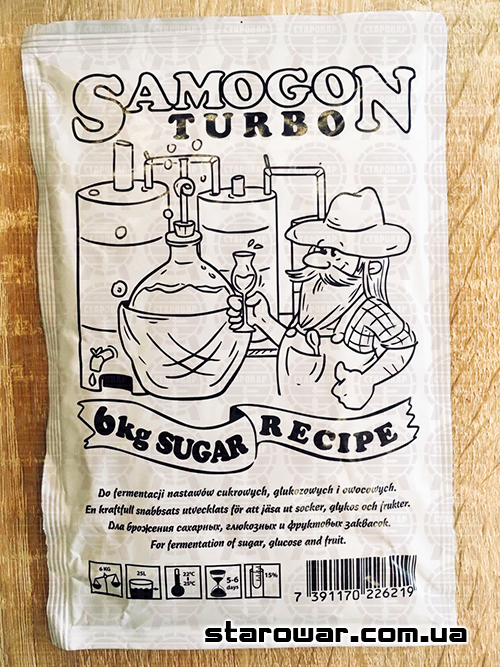 SAMOGON
TURBO
6kg SUGAR RECIPE
Do fermentacji nastawów cukrowych, glukozowych i owocowych.
En kraftfull snabbsats utvecklats för att jäsa ut socker, glykos och frukter.
Для брожения сахарных, глюкозных и фруктовых заквасок.
For fermentation of sugar, glucose and fruit.
6 KG 25L 22°C 25°C 5-6 days 15%
7 391170 226219
starowar.com.ua